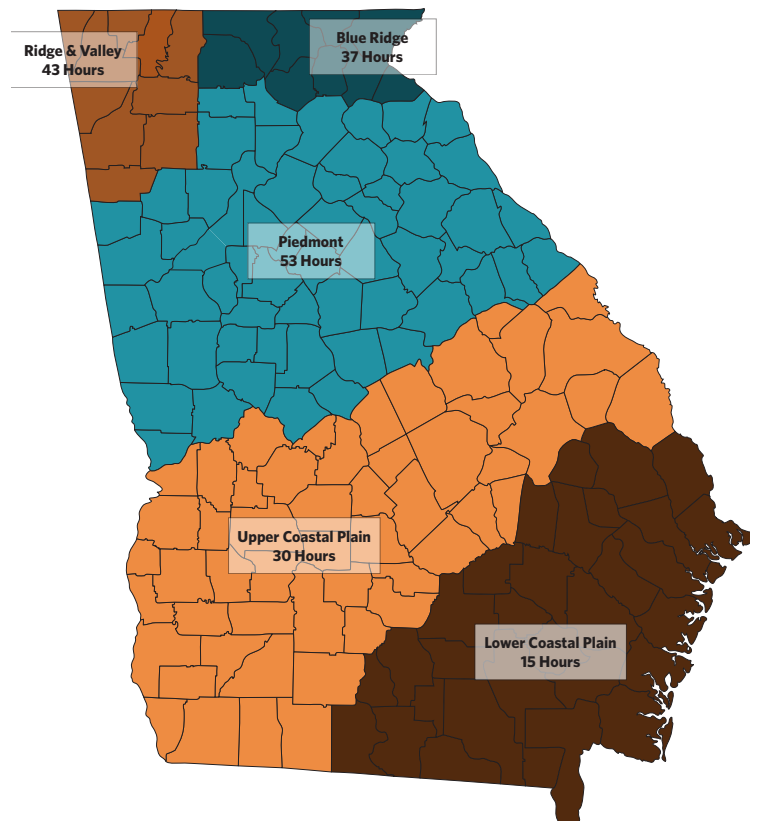 Blue Ridge
37 Hours
Ridge & Valley
43 Hours
Piedmont
53 Hours
Upper Coastal Plain
30 Hours
Lower Coastal Plain
15 Hours